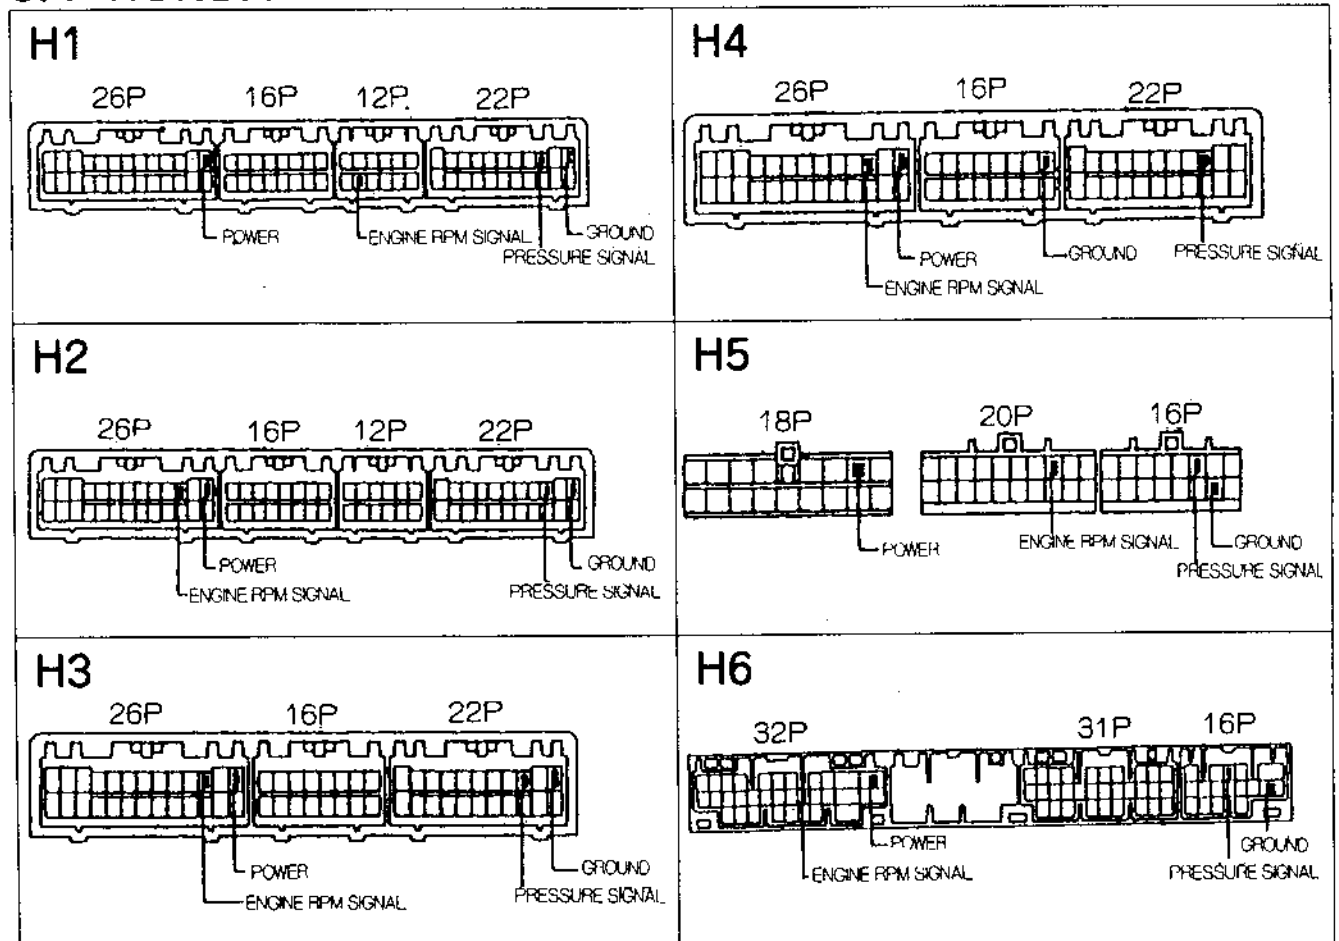 H1
26P 16P 12P 22P
POWER
ENGINE RPM SIGNAL
GROUND
PRESSURE SIGNAL
H4
26P 16P 22P
POWER
GROUND
PRESSURE SIGNAL
ENGINE RPM SIGNAL
H2
26P 16P 12P 22P
POWER
GROUND
ENGINE RPM SIGNAL
PRESSURE SIGNAL
H5
18P 20P 16P
POWER
ENGINE RPM SIGNAL
GROUND
PRESSURE SIGNAL
H3
26P 16P 22P
POWER
GROUND
ENGINE RPM SIGNAL
PRESSURE SIGNAL
H6
32P 31P 16P
POWER
GROUND
ENGINE RPM SIGNAL
PRESSURE SIGNAL